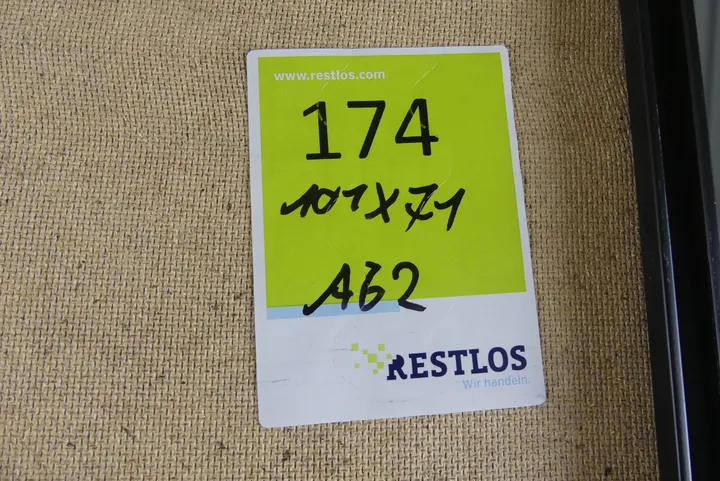 www.restlos.com
174
101x71
A62
RESTLOS
Wir handeln.